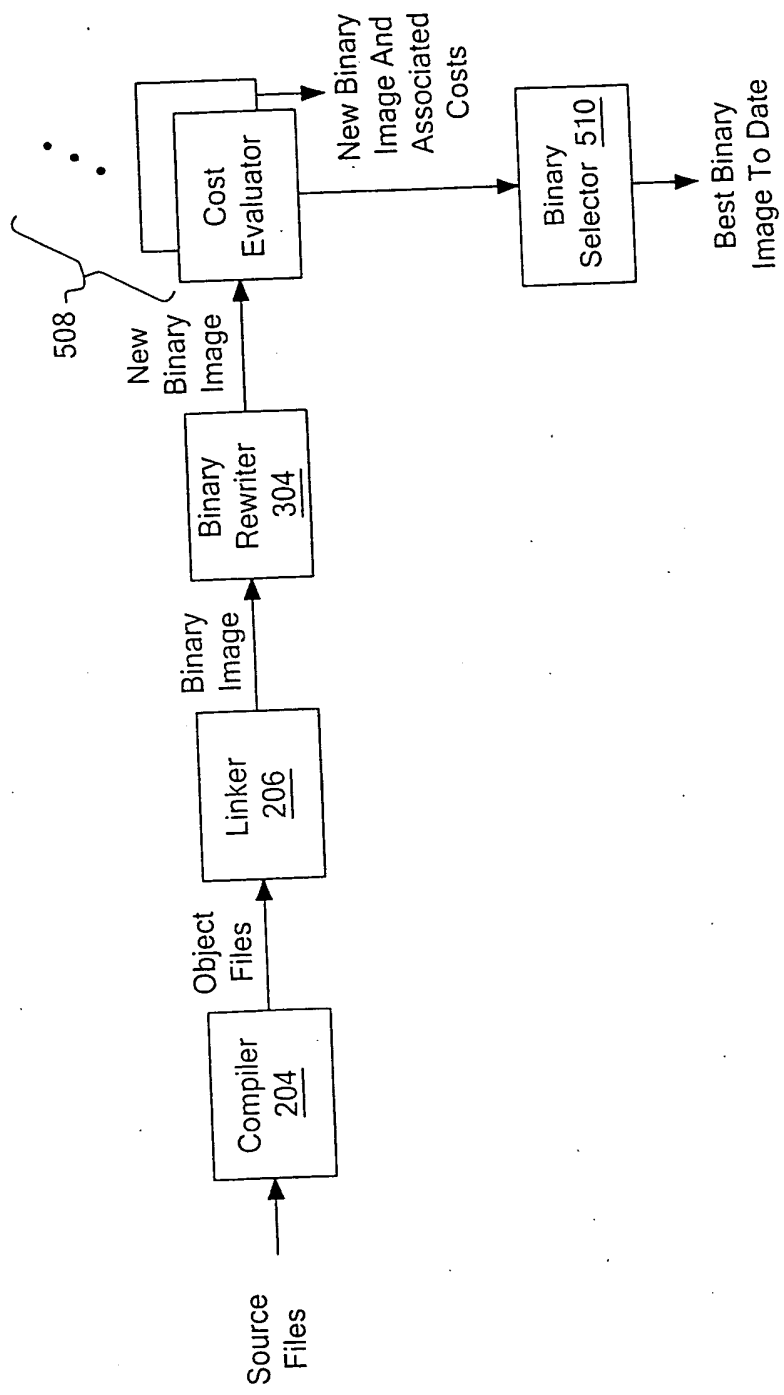 Source
Files
Compiler
204
Object
Files
Linker
206
Binary
Image
Binary
Rewriter
304
New
Binary
Image
508
Cost
Evaluator
New Binary
Image And
Associated
Costs
Binary
Selector 510
Best Binary
Image To Date